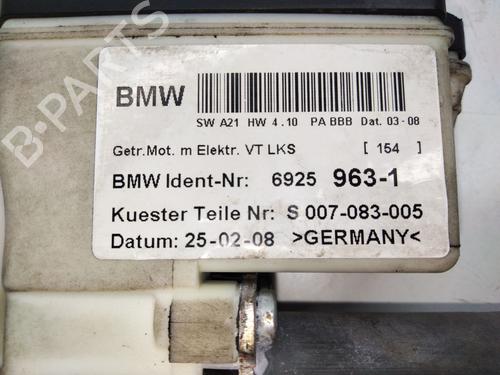 BMW
SW A21 HW 4.10 PA BBB Dat. 03-08
Getr.Mot. m Elektr. VT LKS [ 154 ]
BMW Ident-Nr: 6925 963-1
Kuester Teile Nr: S 007-083-005
Datum: 25-02-08 >GERMANY<
B-PARTS